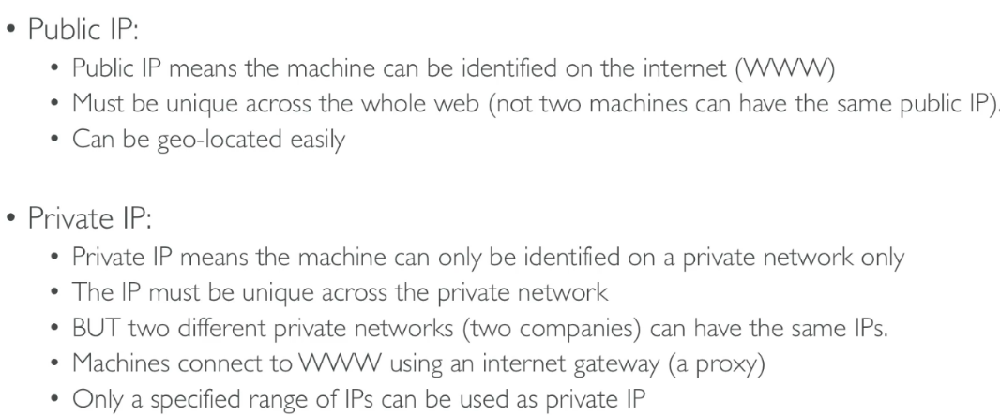 • Public IP:
• Public IP means the machine can be identified on the internet (WWW)
• Must be unique across the whole web (not two machines can have the same public IP).
• Can be geo-located easily
• Private IP:
• Private IP means the machine can only be identified on a private network only
• The IP must be unique across the private network
• BUT two different private networks (two companies) can have the same IPs.
• Machines connect to WWW using an internet gateway (a proxy)
• Only a specified range of IPs can be used as private IP